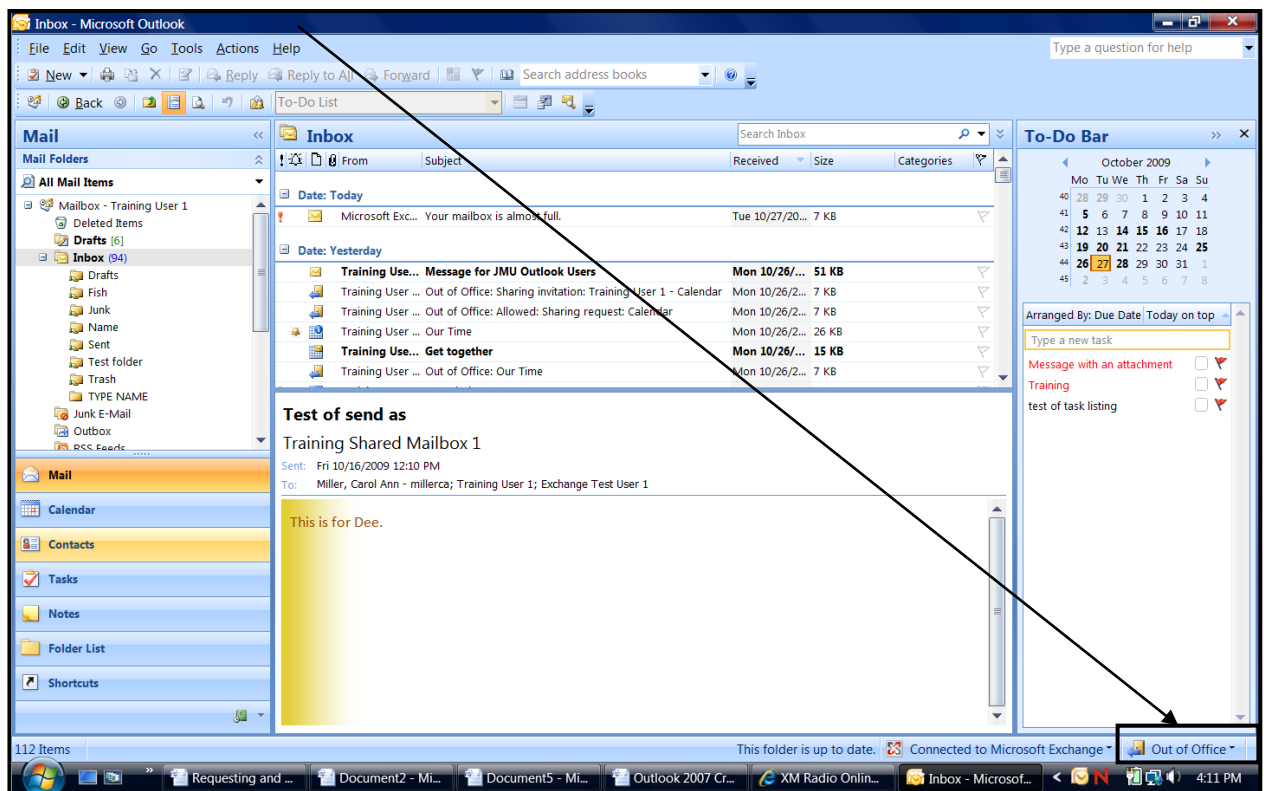 Inbox - Microsoft Outlook
File Edit View Go Tools Actions Help
Type a question for help
New Reply Reply to All Forward Search address books
Back To-Do List
Mail
Mail Folders
All Mail Items
Mailbox - Training User 1
Deleted Items
Drafts [6]
Inbox (94)
Drafts
Fish
Junk
Name
Sent
Test folder
Trash
TYPE NAME
Junk E-Mail
Outbox
RSS Feeds
Mail
Calendar
Contacts
Tasks
Notes
Folder List
Shortcuts
Inbox
Search Inbox
From Subject Received Size Categories
Date: Today
Microsoft Exc... Your mailbox is almost full. Tue 10/27/20... 7 KB
Date: Yesterday
Training Use... Message for JMU Outlook Users Mon 10/26/... 51 KB
Training User ... Out of Office: Sharing invitation: Training User 1 - Calendar Mon 10/26/2... 7 KB
Training User ... Out of Office: Allowed: Sharing request: Calendar Mon 10/26/2... 7 KB
Training User ... Our Time Mon 10/26/2... 26 KB
Training Use... Get together Mon 10/26/... 15 KB
Training User ... Out of Office: Our Time Mon 10/26/2... 7 KB
Test of send as
Training Shared Mailbox 1
Sent: Fri 10/16/2009 12:10 PM
To: Miller, Carol Ann - millerca; Training User 1; Exchange Test User 1
This is for Dee.
To-Do Bar
October 2009
Mo Tu We Th Fr Sa Su
40 28 29 30 1 2 3 4
41 5 6 7 8 9 10 11
42 12 13 14 15 16 17 18
43 19 20 21 22 23 24 25
44 26 27 28 29 30 31 1
45 2 3 4 5 6 7 8
Arranged By: Due Date Today on top
Type a new task
Message with an attachment
Training
test of task listing
112 Items
This folder is up to date. Connected to Microsoft Exchange Out of Office
Requesting and ... Document2 - Mi... Document5 - Mi... Outlook 2007 Cr... XM Radio Onlin... Inbox - Microsof... N 4:11 PM